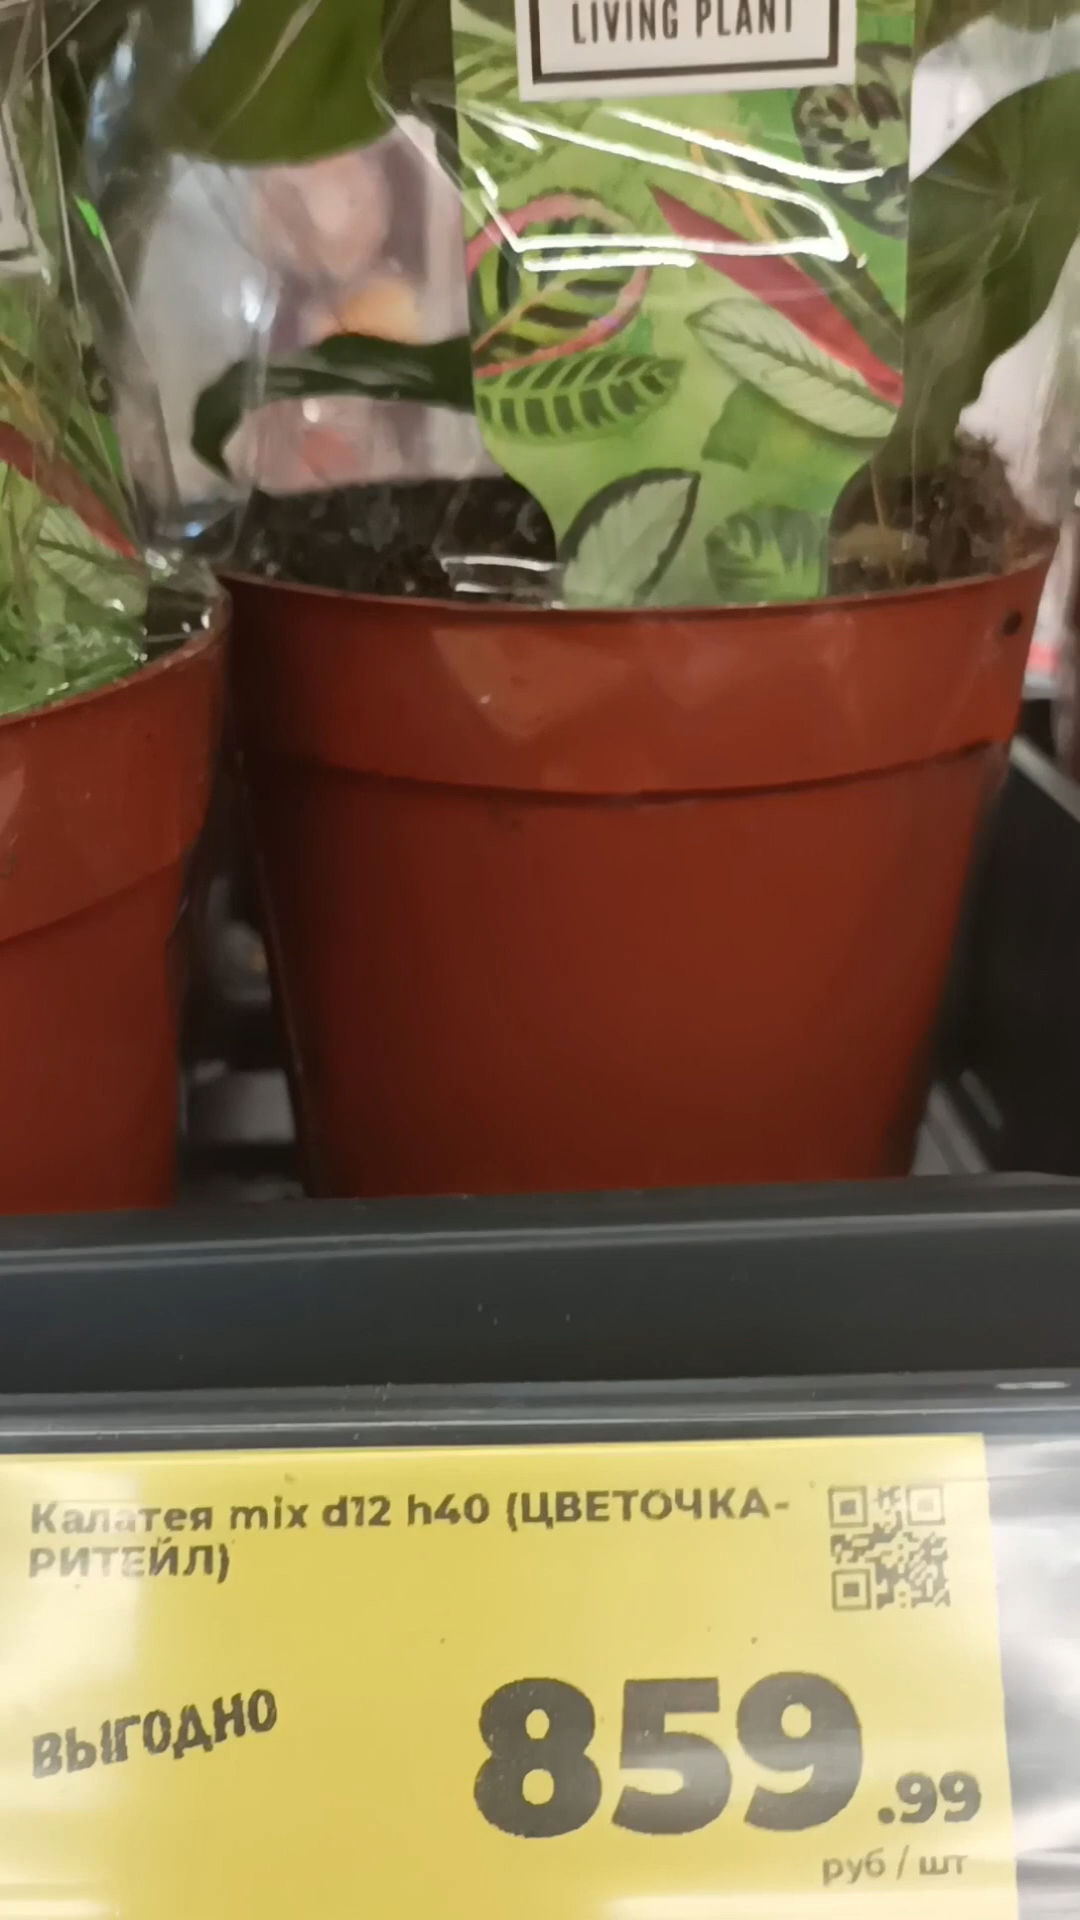 LIVING PLANT
Калатея mix d12 h40 (ЦВЕТОЧКА-
РИТЕЙЛ)
ВЫГОДНО
859.99
руб / шт